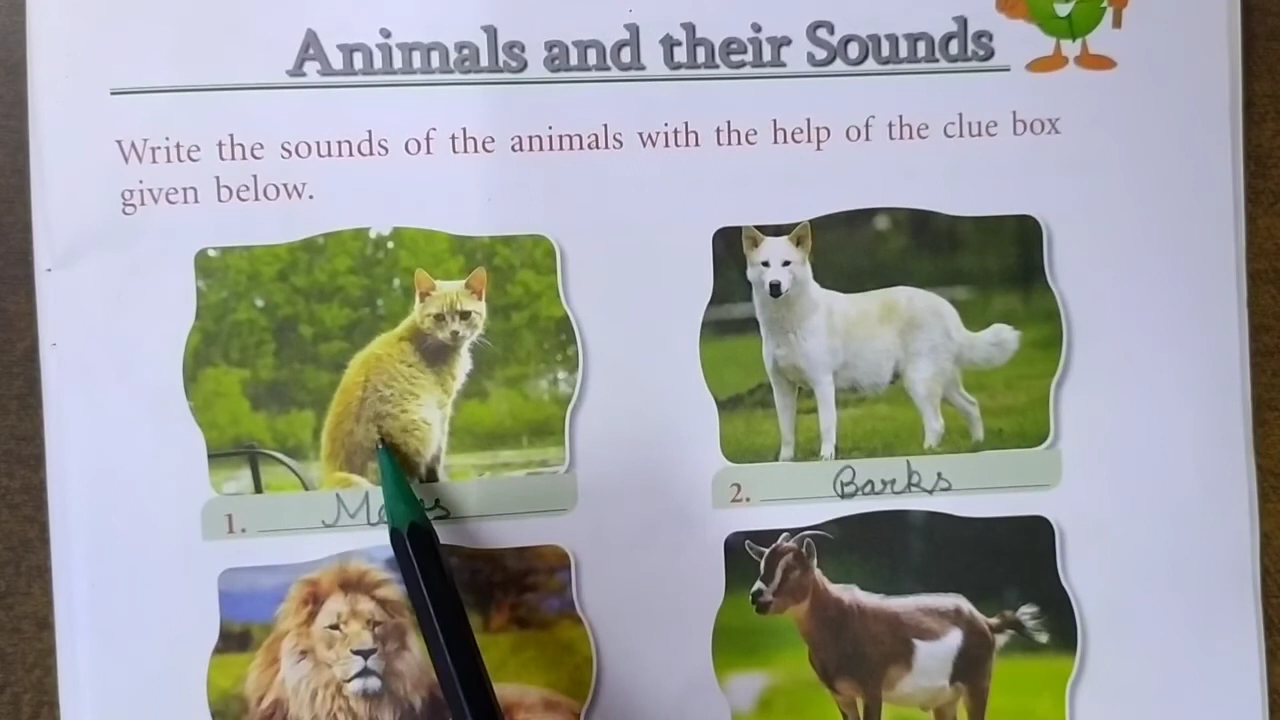 Animals and their Sounds
Write the sounds of the animals with the help of the clue box
given below.
1.
2. Barks